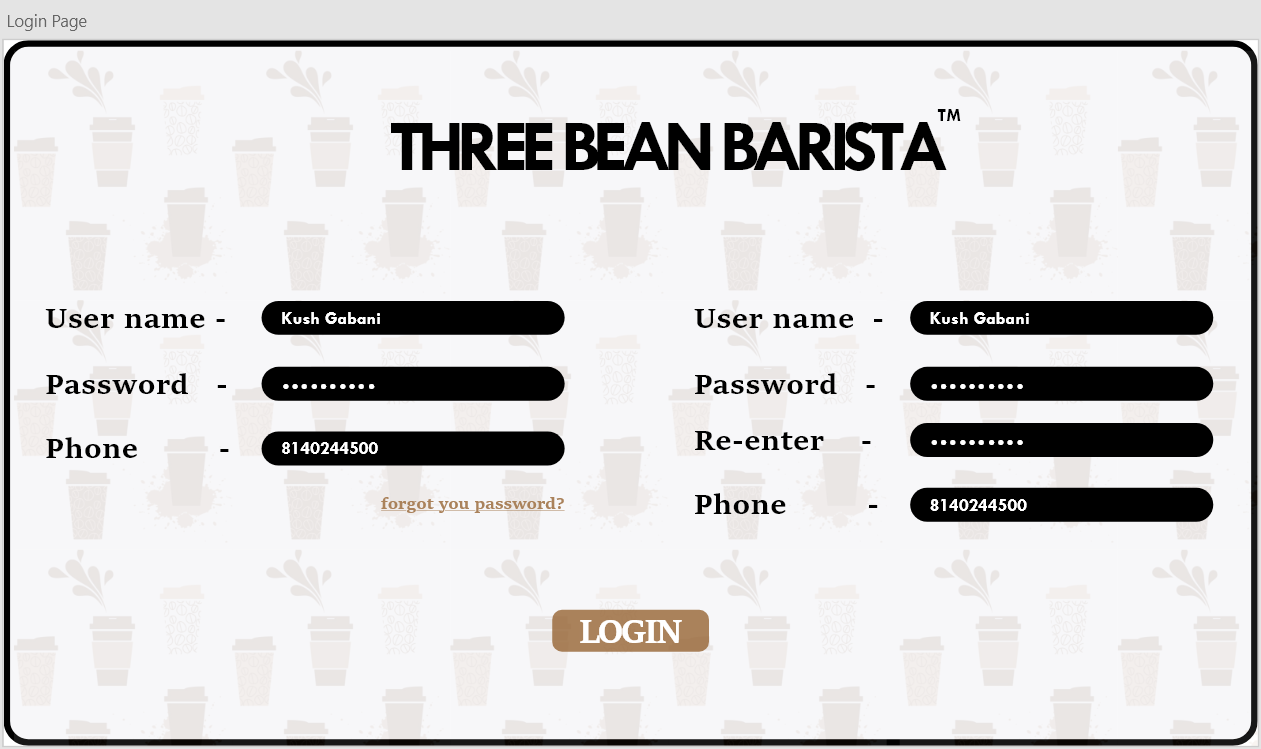 Login Page
THREE BEAN BARISTA™
User name - Kush Gabani
Password - ••••••••••
Phone - 8140244500
forgot you password?
User name - Kush Gabani
Password - ••••••••••
Re-enter - ••••••••••
Phone - 8140244500
LOGIN